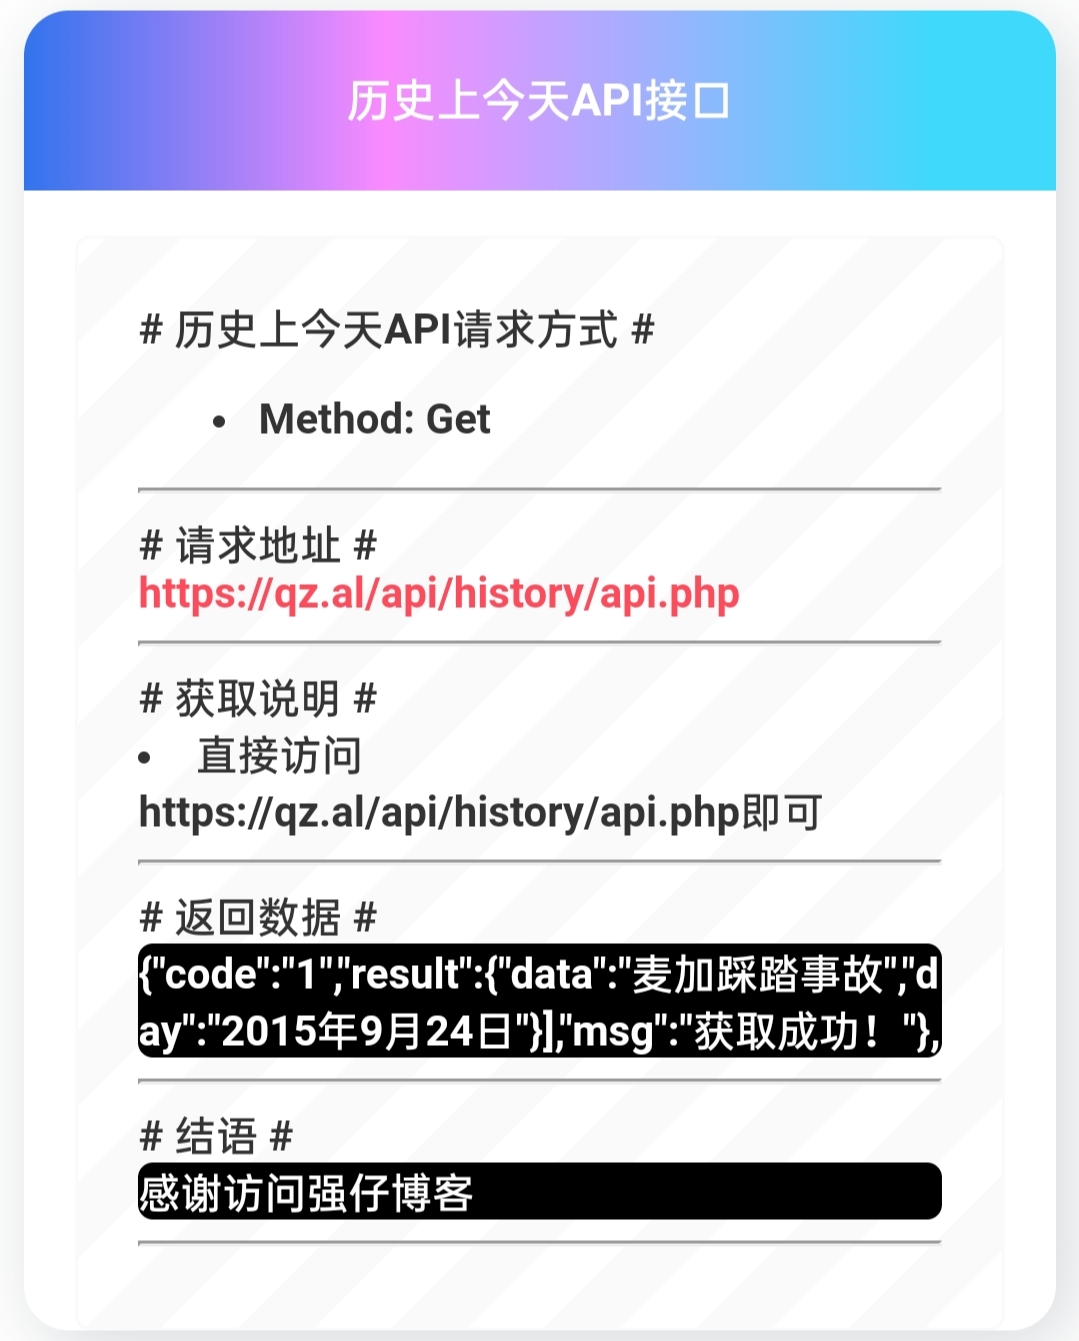 历史上今天API接口
# 历史上今天API请求方式 #
• Method: Get
# 请求地址 #
https://qz.al/api/history/api.php
# 获取说明 #
• 直接访问
https://qz.al/api/history/api.php即可
# 返回数据 #
{"code":"1","result":{"data":"麦加踩踏事故","d
ay":"2015年9月24日"}],"msg":"获取成功！"},
# 结语 #
感谢访问强仔博客